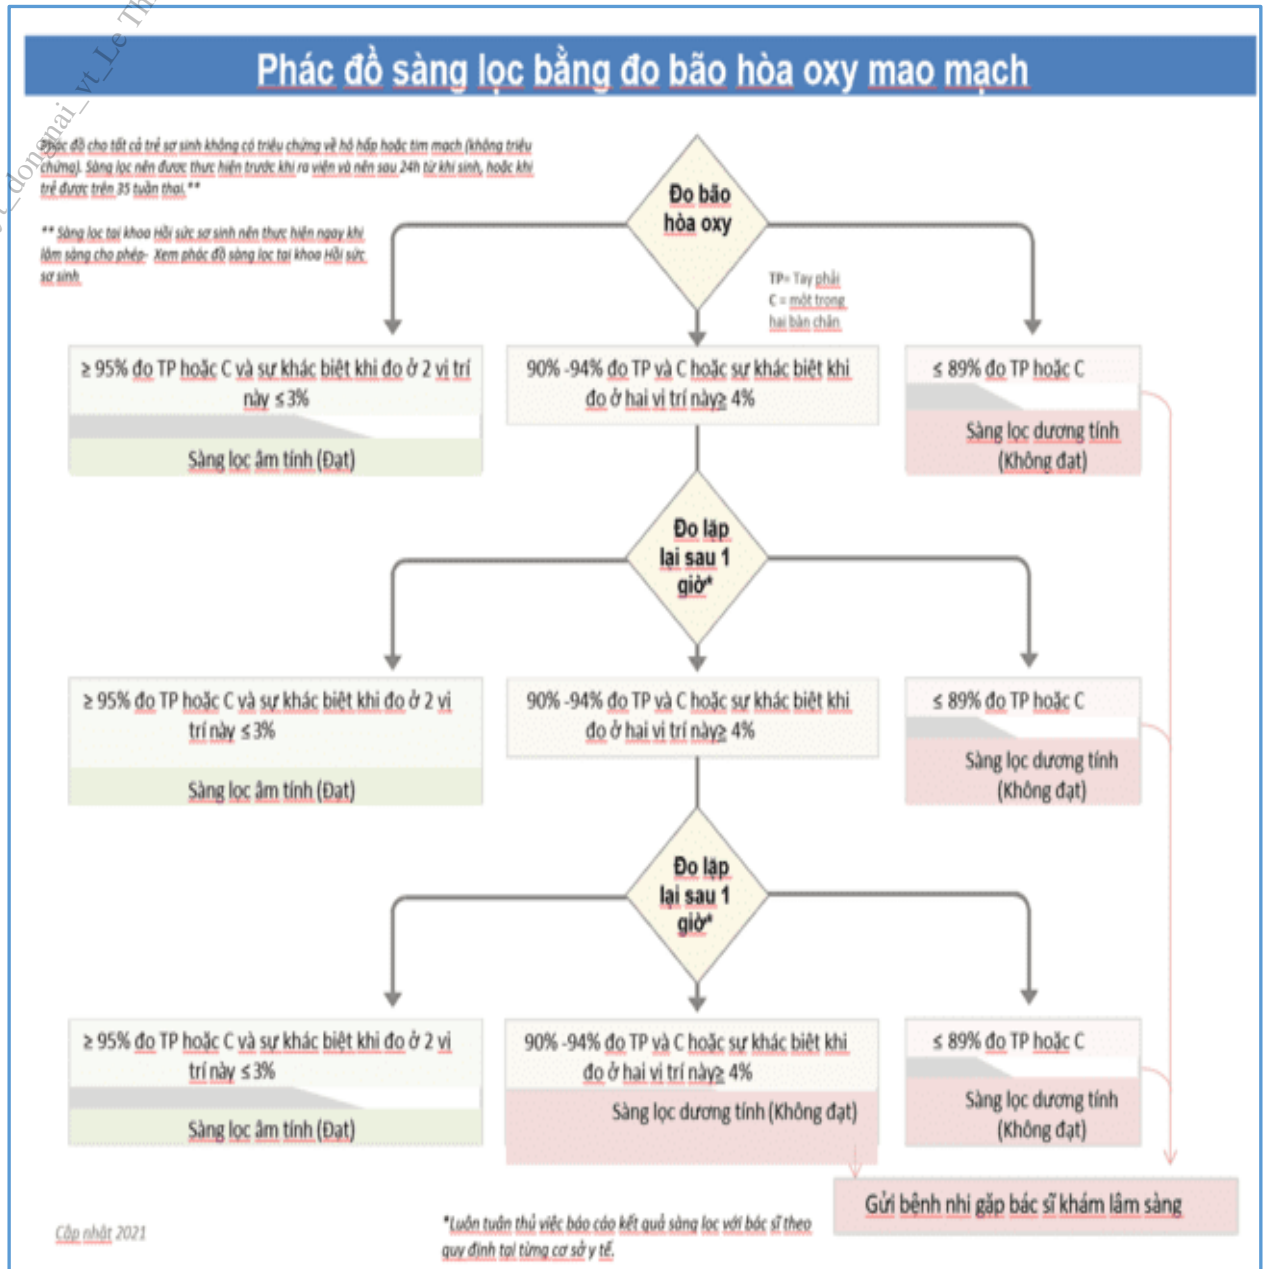 Phác đồ sàng lọc bằng đo bão hòa oxy mao mạch
Phác đồ cho tất cả trẻ sơ sinh không có triệu chứng về hô hấp hoặc tim mạch (không triệu
chứng). Sàng lọc nên được thực hiện trước khi ra viện và nên sau 24h từ khi sinh, hoặc khi
trẻ được trên 35 tuần thai.**
** Sàng lọc tại khoa Hồi sức sơ sinh nên thực hiện ngay khi
lâm sàng cho phép- Xem phác đồ sàng lọc tại khoa Hồi sức
sơ sinh
Đo bão
hòa oxy
TP= Tay phải
C = một trong
hai bàn chân
≥ 95% đo TP hoặc C và sự khác biệt khi đo ở 2 vị trí
này ≤ 3%
Sàng lọc âm tính (Đạt)
90% -94% đo TP và C hoặc sự khác biệt khi
đo ở hai vị trí này≥ 4%
≤ 89% đo TP hoặc C
Sàng lọc dương tính
(Không đạt)
Đo lặp
lại sau 1
giờ*
≥ 95% đo TP hoặc C và sự khác biệt khi đo ở 2 vị
trí này ≤ 3%
Sàng lọc âm tính (Đạt)
90% -94% đo TP và C hoặc sự khác biệt khi
đo ở hai vị trí này≥ 4%
≤ 89% đo TP hoặc C
Sàng lọc dương tính
(Không đạt)
Đo lặp
lại sau 1
giờ*
≥ 95% đo TP hoặc C và sự khác biệt khi đo ở 2 vị
trí này ≤ 3%
Sàng lọc âm tính (Đạt)
90% -94% đo TP và C hoặc sự khác biệt khi
đo ở hai vị trí này≥ 4%
Sàng lọc dương tính (Không đạt)
≤ 89% đo TP hoặc C
Sàng lọc dương tính
(Không đạt)
Gửi bệnh nhi gặp bác sĩ khám lâm sàng
Cập nhật 2021
*Luôn tuân thủ việc báo cáo kết quả sàng lọc với bác sĩ theo
quy định tại từng cơ sở y tế.